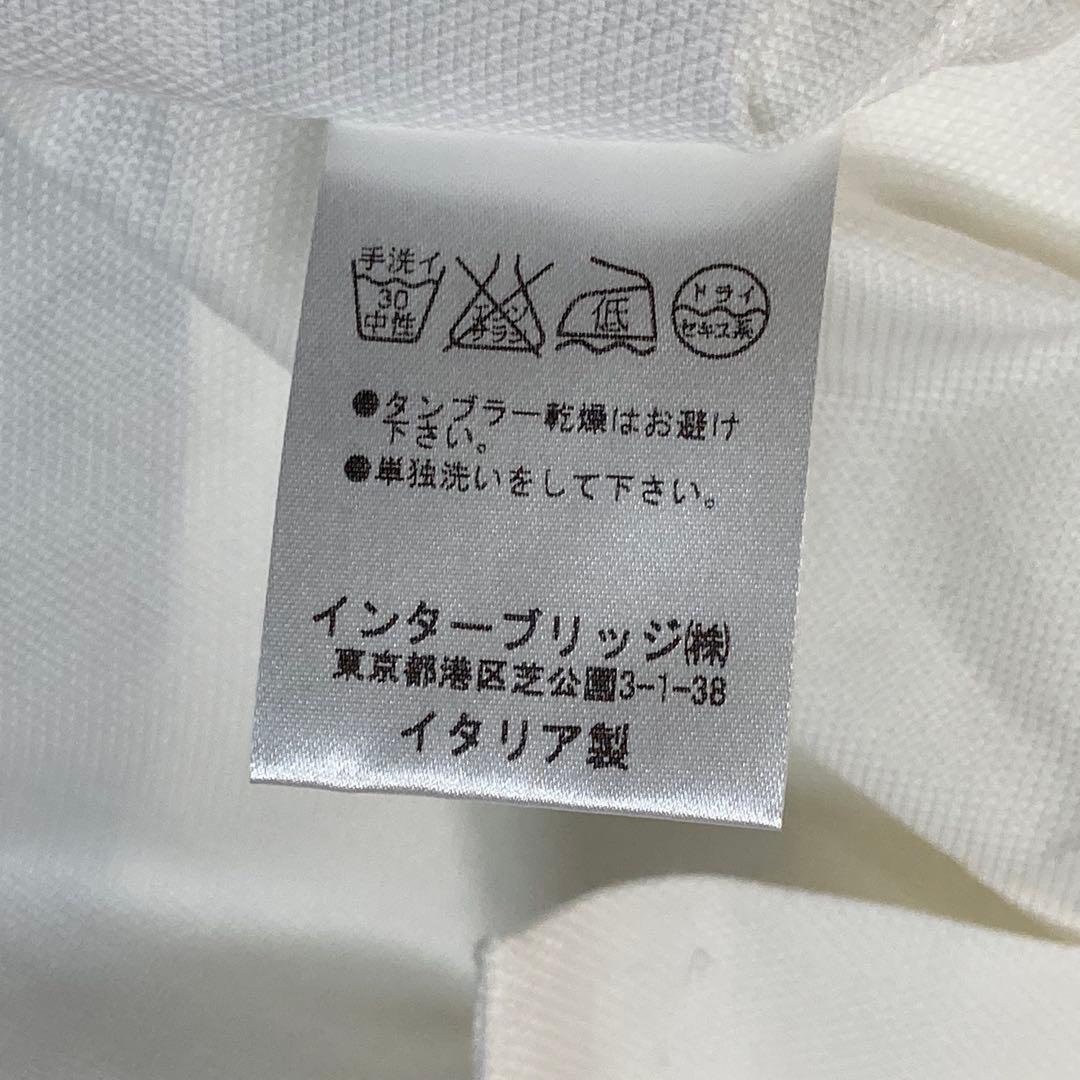 手洗イ
30
中性
エンソ
サラシ
低
ドライ
セキユ系
●タンブラー乾燥はお避け
下さい。
●単独洗いをして下さい。
インターブリッジ㈱
東京都港区芝公園3-1-38
イタリア製